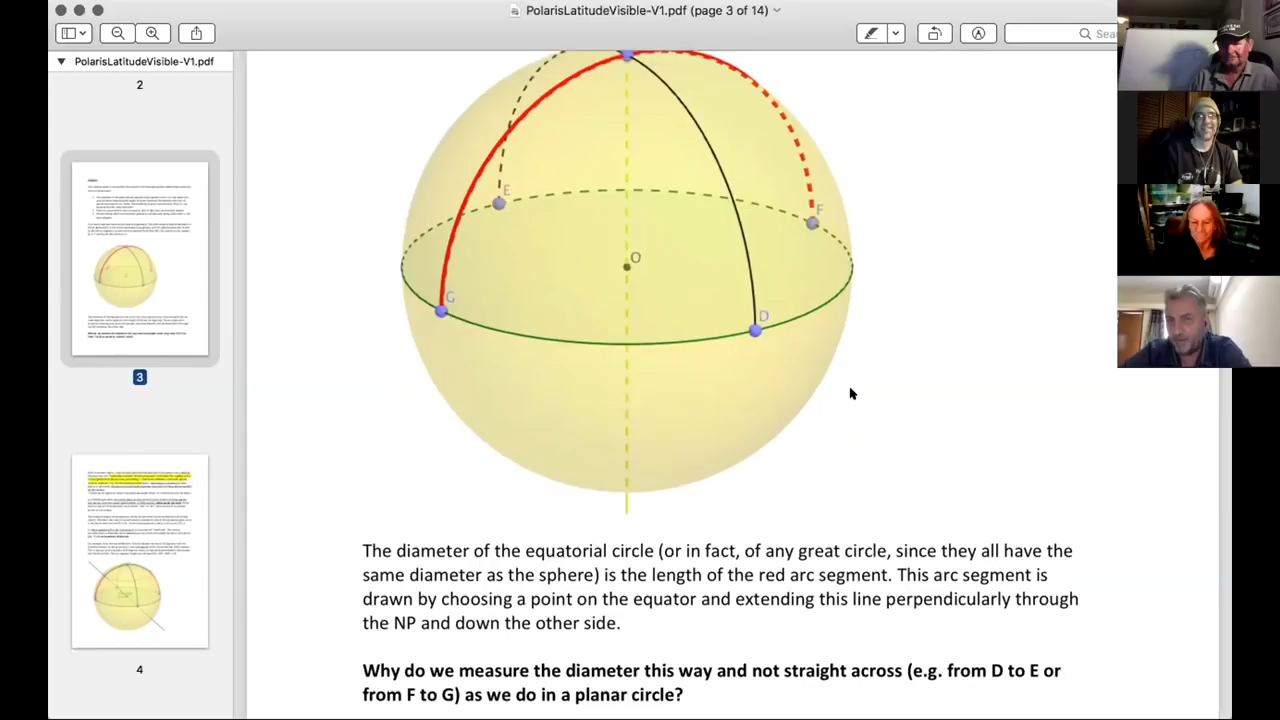 PolarisLatitudeVisible-V1.pdf (page 3 of 14)
Sea
PolarisLatitudeVisible-V1.pdf
2
3
4
E
F
O
G
D
The diameter of the equatorial circle (or in fact, of any great circle, since they all have the
same diameter as the sphere) is the length of the red arc segment. This arc segment is
drawn by choosing a point on the equator and extending this line perpendicularly through
the NP and down the other side.
Why do we measure the diameter this way and not straight across (e.g. from D to E or
from F to G) as we do in a planar circle?